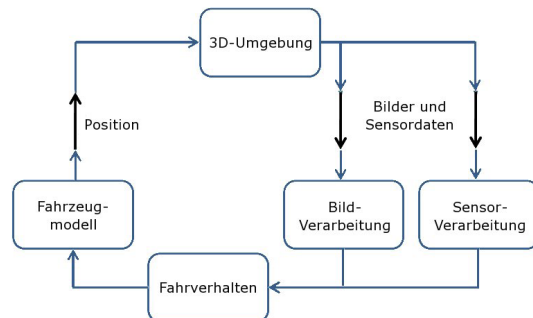 3D-Umgebung
Bilder und
Sensordaten
Position
Fahrzeug-
modell
Bild-
Verarbeitung
Sensor-
Verarbeitung
Fahrverhalten